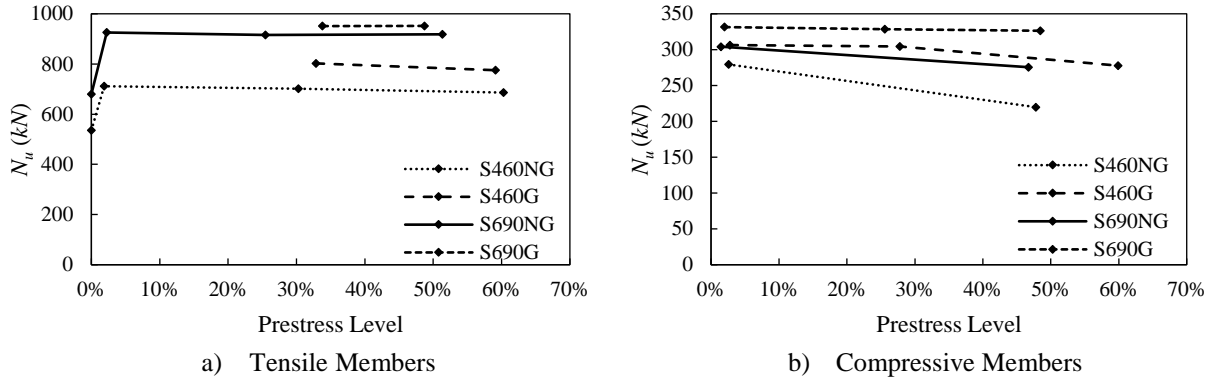 1000
800
600
400
200
0
N_u (kN)
0% 10% 20% 30% 40% 50% 60% 70%
Prestress Level
S460NG
S460G
S690NG
S690G
a) Tensile Members
350
300
250
200
150
100
50
0
N_u (kN)
0% 10% 20% 30% 40% 50% 60% 70%
Prestress Level
S460NG
S460G
S690NG
S690G
b) Compressive Members